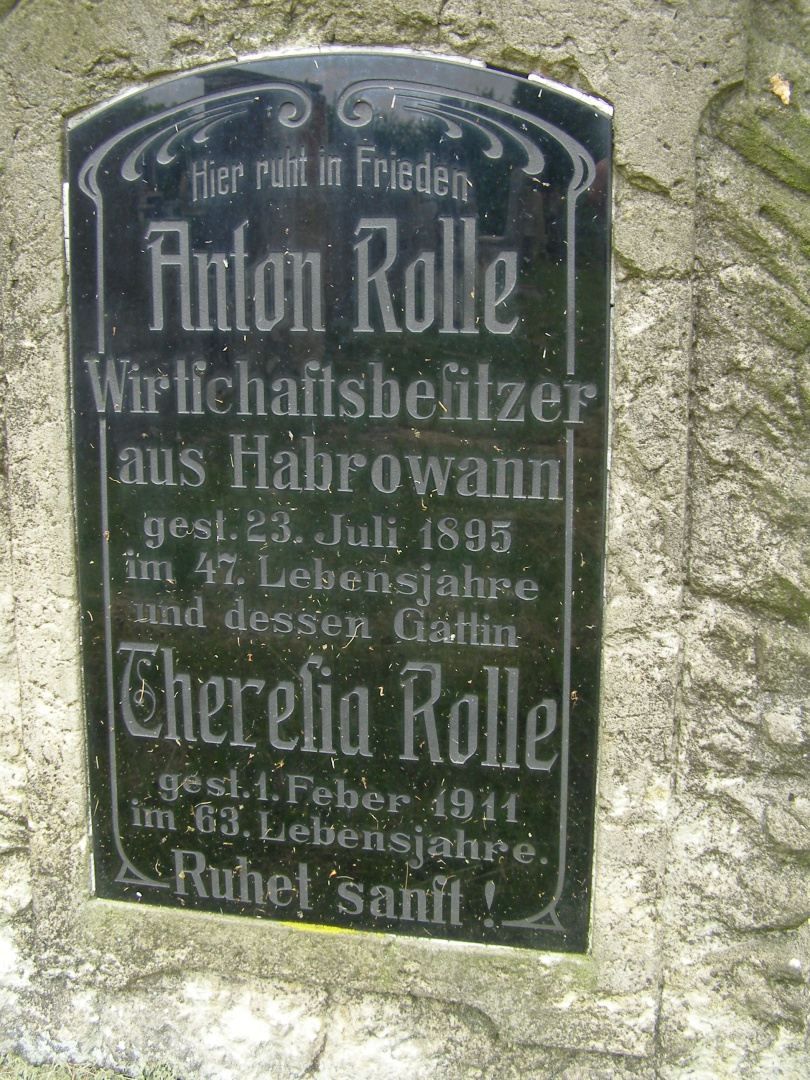 Hier ruht in Frieden
Anton Rolle
Wirtſchaftsbeſitzer
aus Habrowann
gest. 23. Juli 1895
im 47. Lebensjahre
und dessen Gattin
Thereſia Rolle
gest. 1. Feber 1911
im 63. Lebensjahre.
Ruhet sanft!